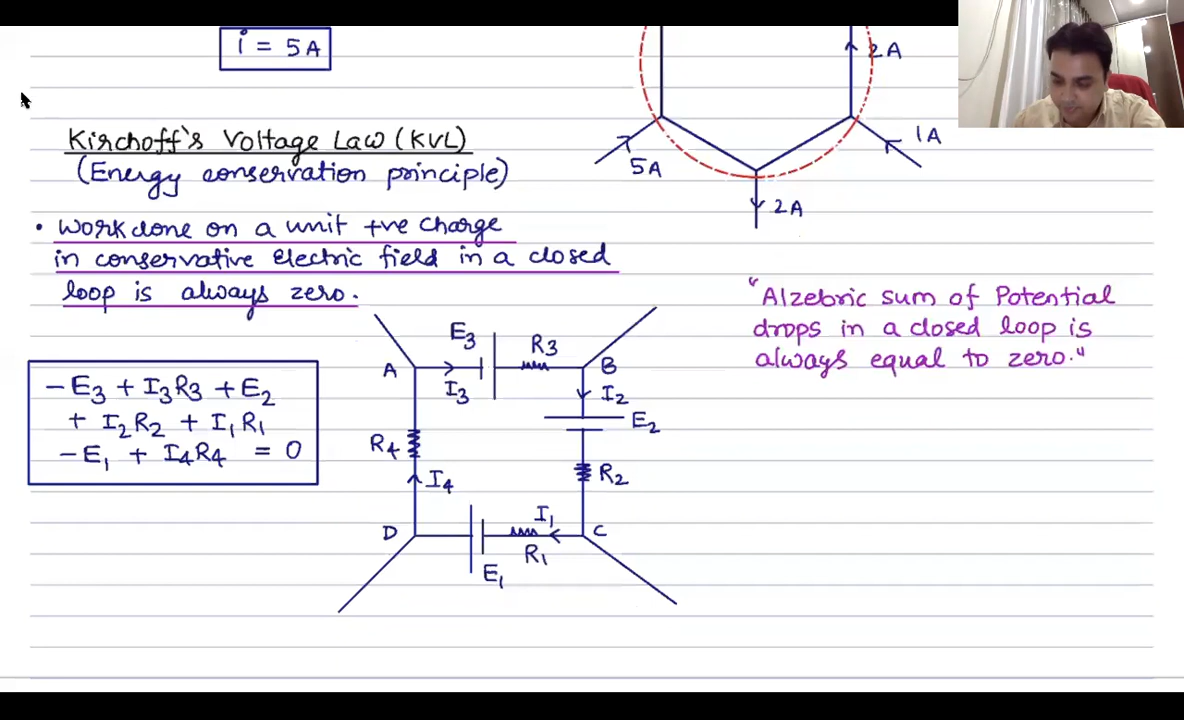 i = 5A
2A
1A
5A
2A
Kirchoff's Voltage Law (KVL)
(Energy conservation principle)
• Workdone on a unit +ve charge
in conservative electric field in a closed
loop is always zero.
"Alzebric sum of Potential
drops in a closed loop is
always equal to zero."
-E₃ + I₃R₃ + E₂
+ I₂R₂ + I₁R₁
-E₁ + I₄R₄ = 0
A
E₃
I₃
R₃
B
I₂
E₂
R₂
R₄
I₄
D
E₁
I₁
R₁
C